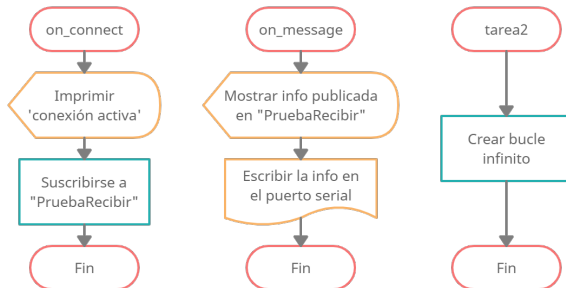 on_connect
Imprimir
'conexión activa'
Suscribirse a
"PruebaRecibir"
Fin
on_message
Mostrar info publicada
en "PruebaRecibir"
Escribir la info en
el puerto serial
Fin
tarea2
Crear bucle
infinito
Fin